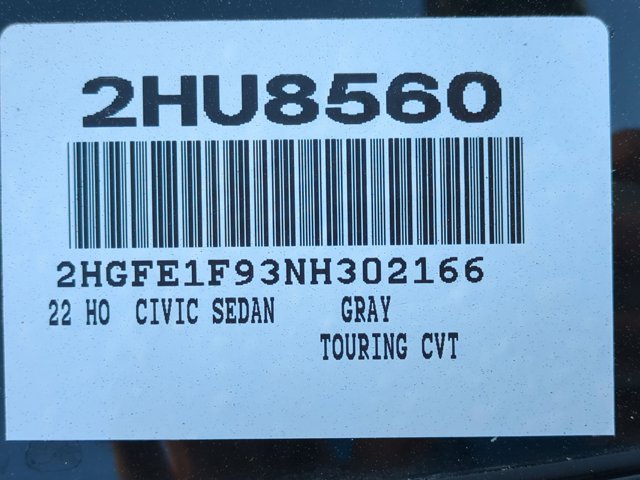 2HU8560
2HGFE1F93NH302166
22 HO CIVIC SEDAN GRAY
TOURING CVT